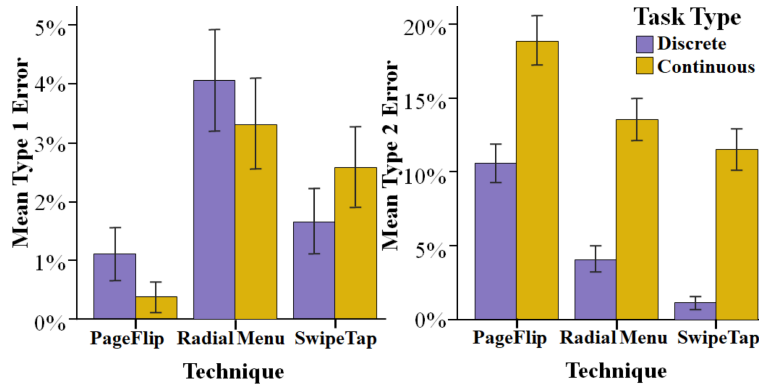 Mean Type 1 Error
5%
4%
3%
2%
1%
0%
PageFlip Radial Menu SwipeTap
Technique
Mean Type 2 Error
20%
15%
10%
5%
0%
Task Type
Discrete
Continuous
PageFlip Radial Menu SwipeTap
Technique